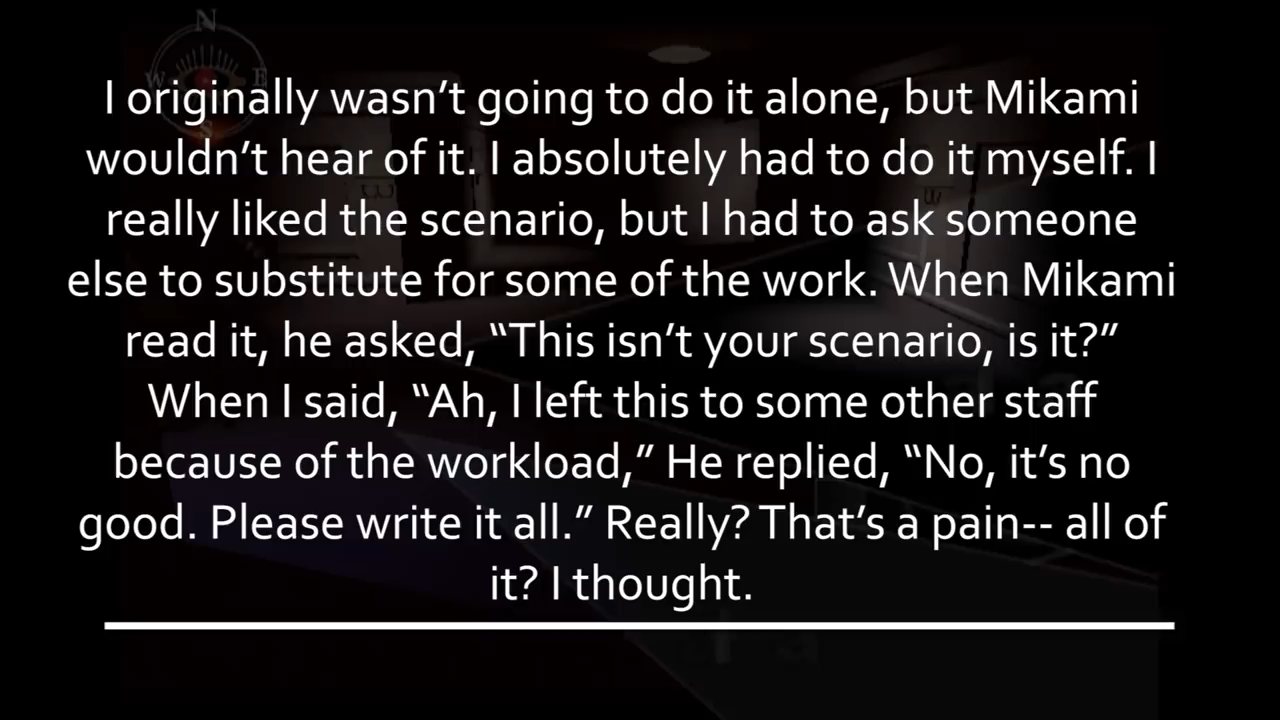 N
W E
S
I originally wasn’t going to do it alone, but Mikami
wouldn’t hear of it. I absolutely had to do it myself. I
really liked the scenario, but I had to ask someone
else to substitute for some of the work. When Mikami
read it, he asked, “This isn’t your scenario, is it?”
When I said, “Ah, I left this to some other staff
because of the workload,” He replied, “No, it’s no
good. Please write it all.” Really? That’s a pain-- all of
it? I thought.